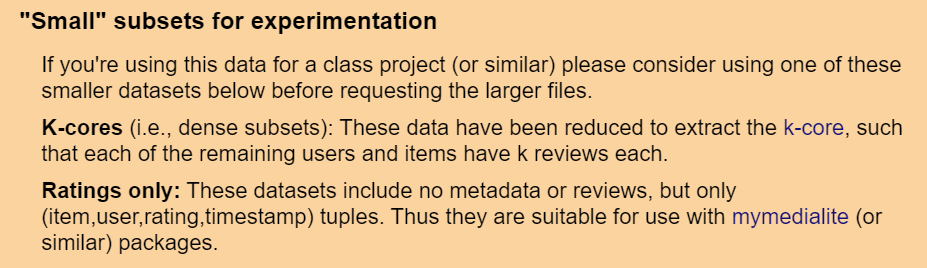 "Small" subsets for experimentation
If you're using this data for a class project (or similar) please consider using one of these
smaller datasets below before requesting the larger files.
K-cores (i.e., dense subsets): These data have been reduced to extract the k-core, such
that each of the remaining users and items have k reviews each.
Ratings only: These datasets include no metadata or reviews, but only
(item,user,rating,timestamp) tuples. Thus they are suitable for use with mymedialite (or
similar) packages.